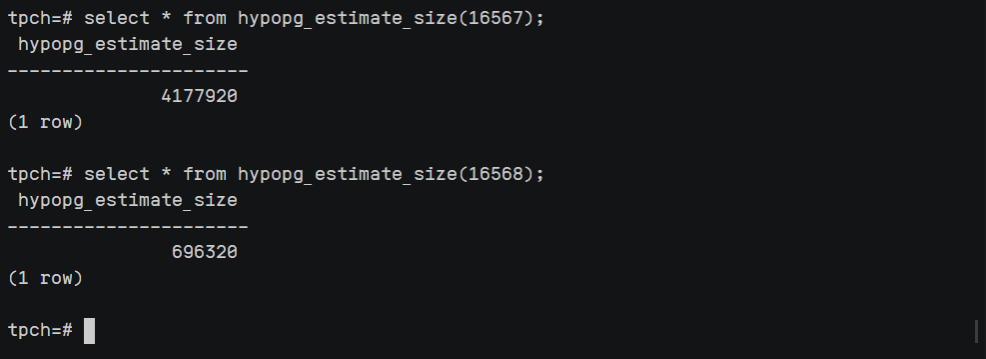 tpch=# select * from hypopg_estimate_size(16567);
 hypopg_estimate_size
----------------------
              4177920
(1 row)

tpch=# select * from hypopg_estimate_size(16568);
 hypopg_estimate_size
----------------------
               696320
(1 row)

tpch=#